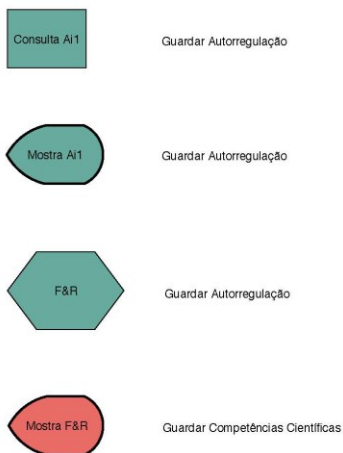 Consulta Ai1
Guardar Autorregulação
Mostra Ai1
Guardar Autorregulação
F&R
Guardar Autorregulação
Mostra F&R
Guardar Competências Científicas